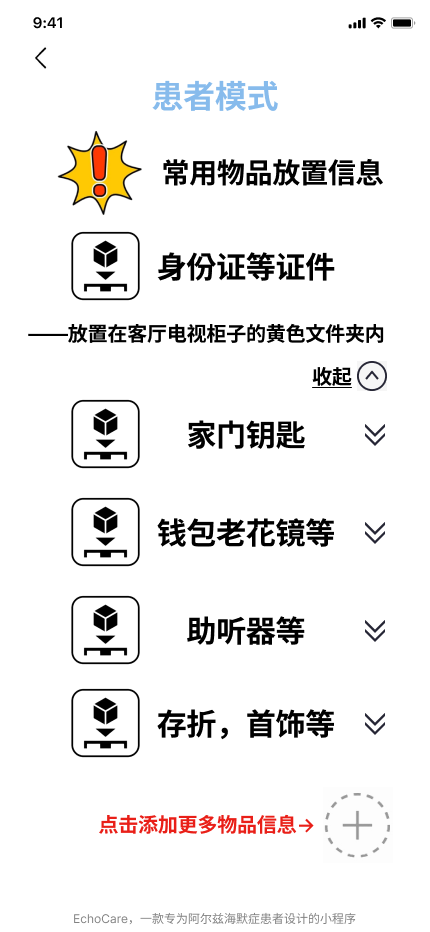 9:41
患者模式
常用物品放置信息
身份证等证件
——放置在客厅电视柜子的黄色文件夹内
收起
家门钥匙
钱包老花镜等
助听器等
存折，首饰等
点击添加更多物品信息→
EchoCare，一款专为阿尔兹海默症患者设计的小程序